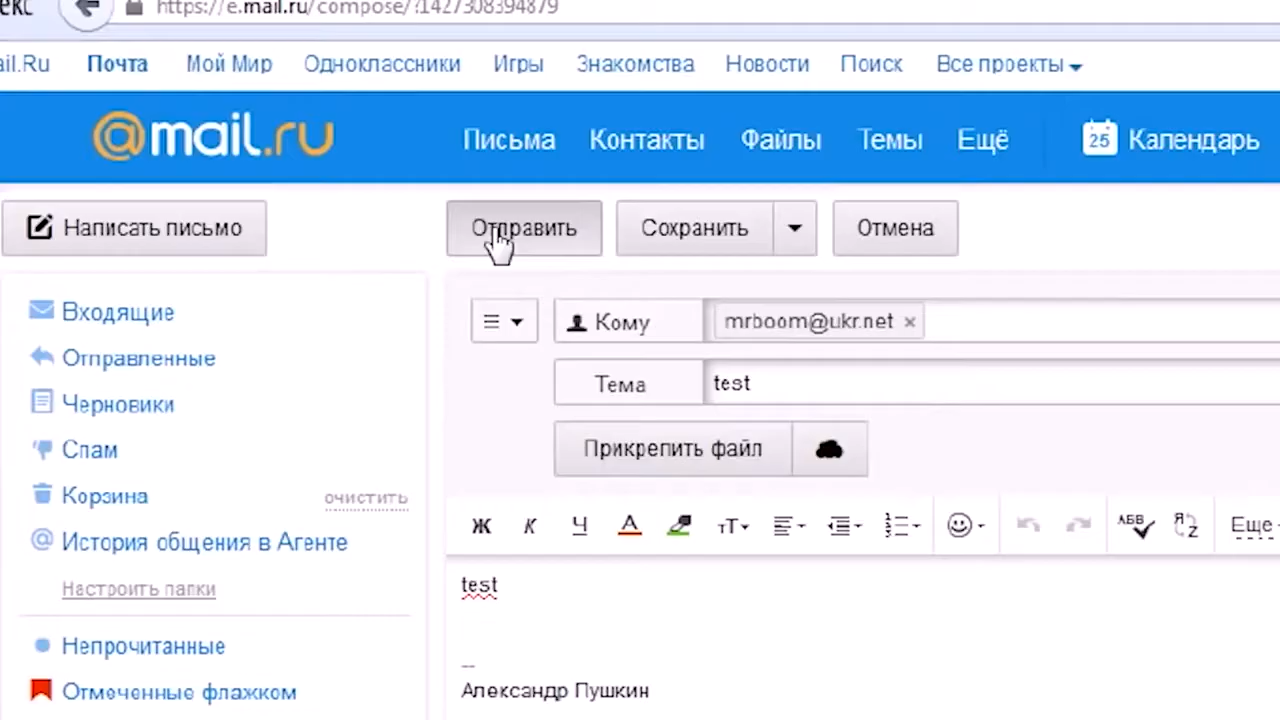 екс https://e.mail.ru/compose/?1427308394879
ail.Ru Почта Мой Мир Одноклассники Игры Знакомства Новости Поиск Все проекты
@mail.ru Письма Контакты Файлы Темы Ещё 25 Календарь
Написать письмо Отправить Сохранить Отмена
Входящие
Кому mrboom@ukr.net ×
Отправленные
Тема test
Черновики
Спам
Прикрепить файл
Корзина очистить
Ж К Ч А тТ АБВ Я Z Еще
История общения в Агенте
Настроить папки
test
Непрочитанные
--
Отмеченные флажком
Александр Пушкин